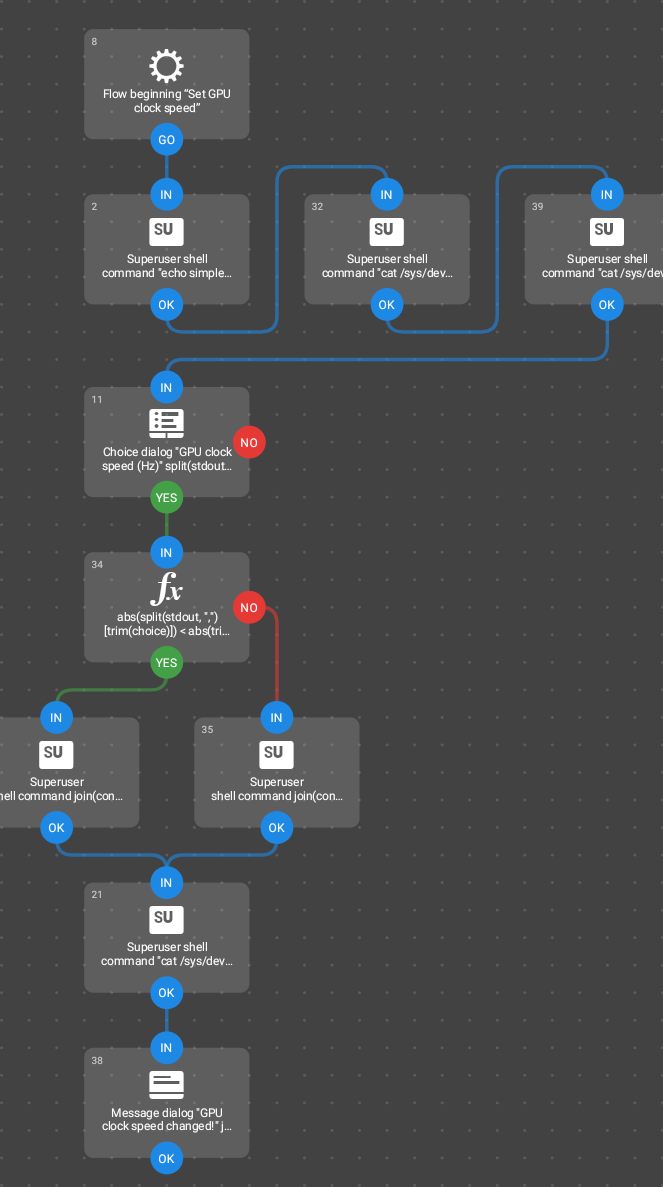 8
Flow beginning “Set GPU
clock speed”
GO
IN
IN
IN
2
SU
Superuser shell
command "echo simple...
OK
32
SU
Superuser shell
command "cat /sys/dev...
OK
39
SU
Superuser shell
command "cat /sys/dev
OK
IN
11
Choice dialog "GPU clock
speed (Hz)" split(stdout...
NO
YES
IN
34
fx
abs(split(stdout, ",")
[trim(choice)]) < abs(tri...
NO
YES
IN
SU
Superuser
hell command join(con...
OK
IN
35
SU
Superuser
shell command join(con...
OK
IN
21
SU
Superuser shell
command "cat /sys/dev...
OK
IN
38
Message dialog "GPU
clock speed changed!" j...
OK